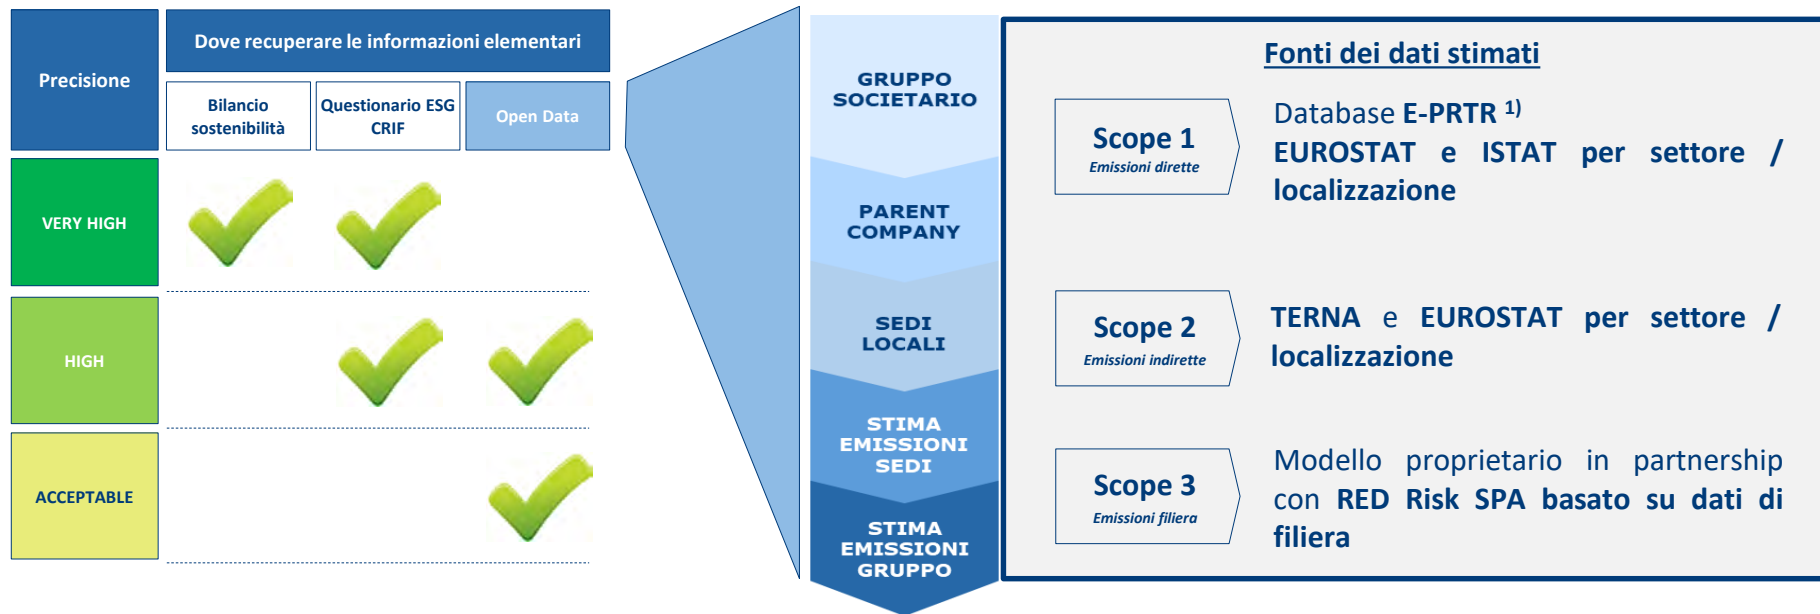 Precisione
Dove recuperare le informazioni elementari
Bilancio
sostenibilità
Questionario ESG
CRIF
Open Data
VERY HIGH
HIGH
ACCEPTABLE
GRUPPO
SOCIETARIO
PARENT
COMPANY
SEDI
LOCALI
STIMA
EMISSIONI
SEDI
STIMA
EMISSIONI
GRUPPO
Fonti dei dati stimati
Scope 1
Emissioni dirette
Database E-PRTR 1)
EUROSTAT e ISTAT per settore /
localizzazione
Scope 2
Emissioni indirette
TERNA e EUROSTAT per settore /
localizzazione
Scope 3
Emissioni filiera
Modello proprietario in partnership
con RED Risk SPA basato su dati di
filiera